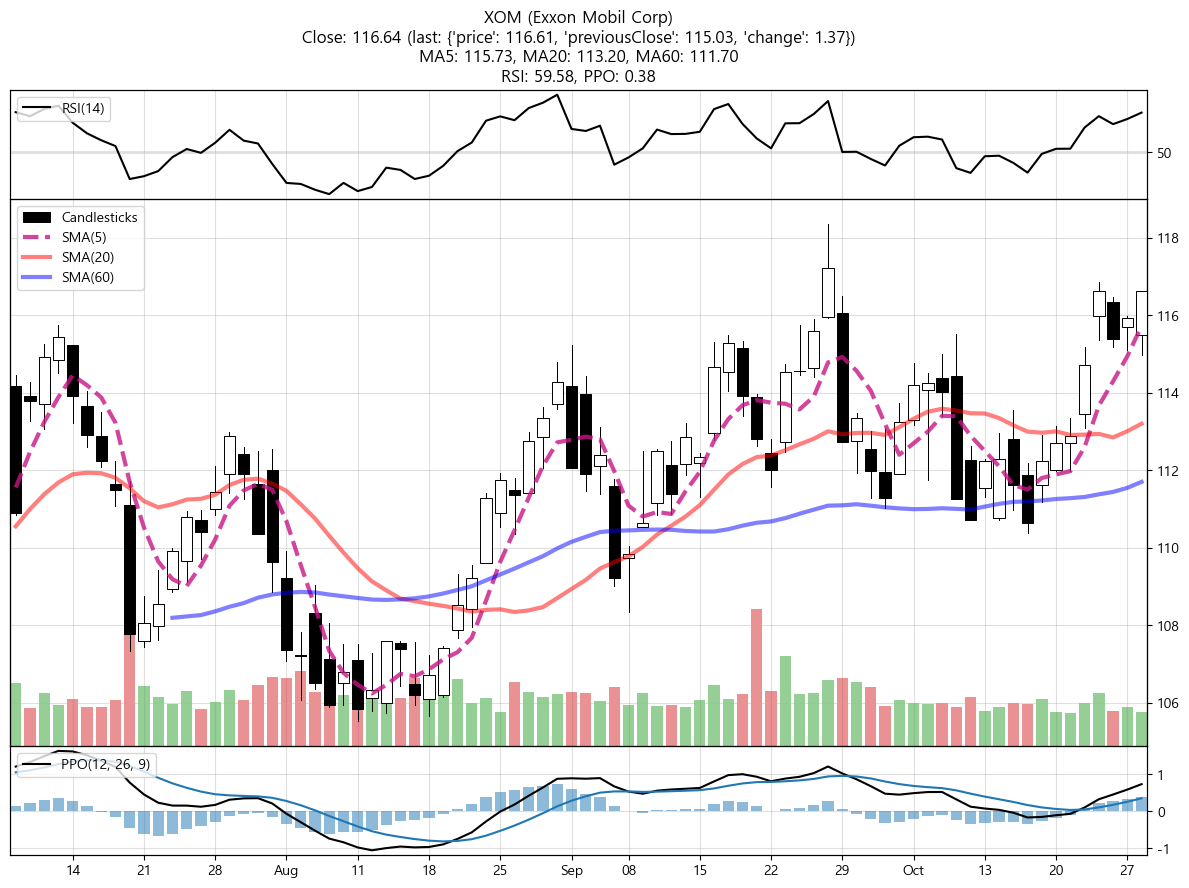 XOM (Exxon Mobil Corp)
Close: 116.64 (last: {'price': 116.61, 'previousClose': 115.03, 'change': 1.37})
MA5: 115.73, MA20: 113.20, MA60: 111.70
RSI: 59.58, PPO: 0.38
RSI(14)
50
Candlesticks
SMA(5)
SMA(20)
SMA(60)
118
116
114
112
110
108
106
PPO(12, 26, 9)
1
0
-1
14 21 28 Aug 11 18 25 Sep 08 15 22 29 Oct 13 20 27